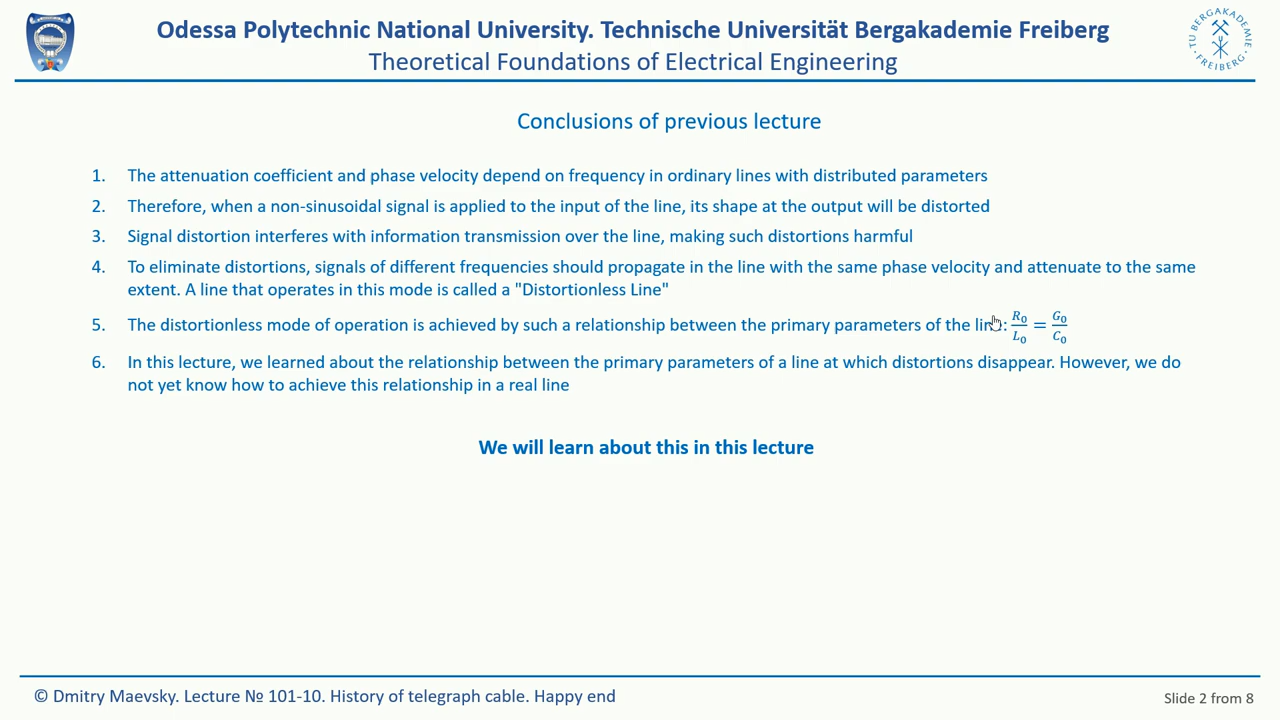 Odessa Polytechnic National University. Technische Universität Bergakademie Freiberg
Theoretical Foundations of Electrical Engineering
TU BERGAKADEMIE
· FREIBERG ·
Conclusions of previous lecture
1. The attenuation coefficient and phase velocity depend on frequency in ordinary lines with distributed parameters
2. Therefore, when a non-sinusoidal signal is applied to the input of the line, its shape at the output will be distorted
3. Signal distortion interferes with information transmission over the line, making such distortions harmful
4. To eliminate distortions, signals of different frequencies should propagate in the line with the same phase velocity and attenuate to the same
extent. A line that operates in this mode is called a "Distortionless Line"
5. The distortionless mode of operation is achieved by such a relationship between the primary parameters of the line: R₀/L₀ = G₀/C₀
6. In this lecture, we learned about the relationship between the primary parameters of a line at which distortions disappear. However, we do
not yet know how to achieve this relationship in a real line
We will learn about this in this lecture
© Dmitry Maevsky. Lecture № 101-10. History of telegraph cable. Happy end
Slide 2 from 8